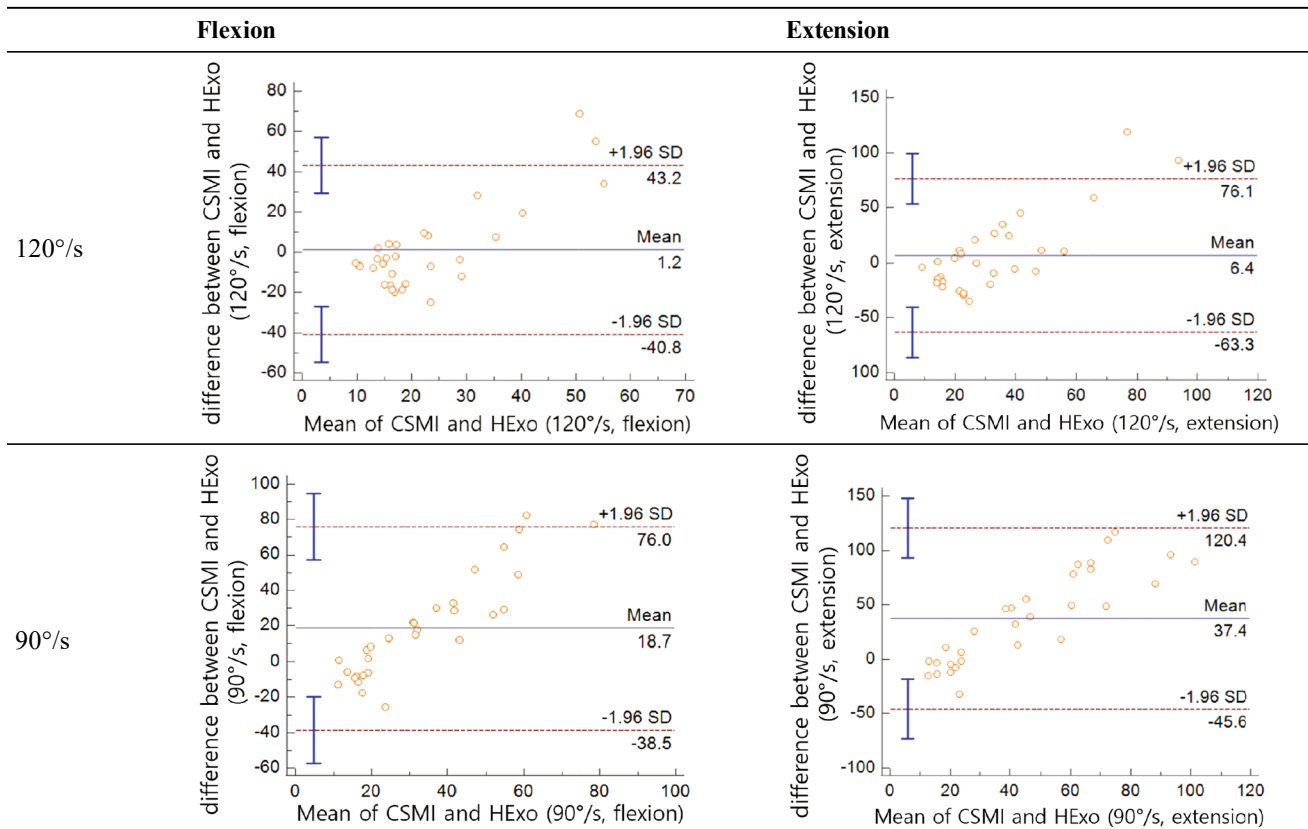 Flexion Extension
120°/s
difference between CSMI and HExo
(120°/s, flexion)
80
60
40
20
0
-20
-40
-60
+1.96 SD
43.2
Mean
1.2
-1.96 SD
-40.8
0 10 20 30 40 50 60 70
Mean of CSMI and HExo (120°/s, flexion)
difference between CSMI and HExo
(120°/s, extension)
150
100
50
0
-50
100
+1.96 SD
76.1
Mean
6.4
-1.96 SD
-63.3
0 20 40 60 80 100 120
Mean of CSMI and HExo (120°/s, extension)
90°/s
difference between CSMI and HExo
(90°/s, flexion)
100
80
60
40
20
0
-20
-40
-60
+1.96 SD
76.0
Mean
18.7
-1.96 SD
-38.5
0 20 40 60 80 100
Mean of CSMI and HExo (90°/s, flexion)
difference between CSMI and HExo
(90°/s, extension)
150
100
50
0
-50
-100
+1.96 SD
120.4
Mean
37.4
-1.96 SD
-45.6
0 20 40 60 80 100 120
Mean of CSMI and HExo (90°/s, extension)